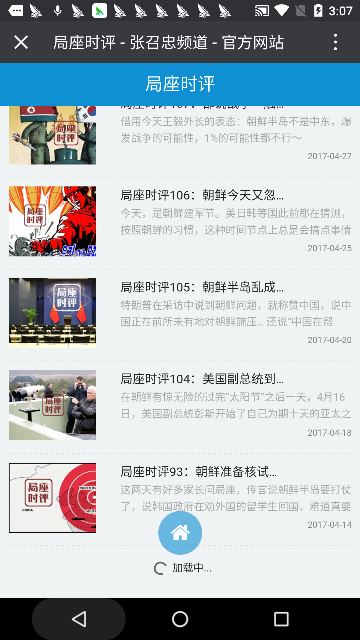 3:07
局座时评 - 张召忠频道 - 官方网站
局座时评
借用今天王毅外长的表态：朝鲜半岛不是中东，爆
发战争的可能性，1%的可能性都不行～
2017-04-27
局座时评
局座时评106：朝鲜今天又忽...
今天，是朝鲜建军节。美日韩等国此前都在猜测，
按照朝鲜的习惯，这种时间节点上总是会搞点事情
2017-04-25
局座时评
局座时评105：朝鲜半岛乱成...
特朗普在采访中说到朝鲜问题，就称赞中国，说中
国正在前所未有地对朝鲜施压… 还说“中国在帮
2017-04-20
局座时评
局座时评104：美国副总统到...
在朝鲜有惊无险的过完“太阳节”之后一天，4月16
日，美国副总统彭斯开始了自己为期十天的亚太之
2017-04-18
局座时评
局座时评93：朝鲜准备核试...
这两天有好多家长问局座，传言说朝鲜半岛要打仗
了，说韩国政府在劝外国的留学生回国，难道真要
2017-04-14
局座时评
加载中...